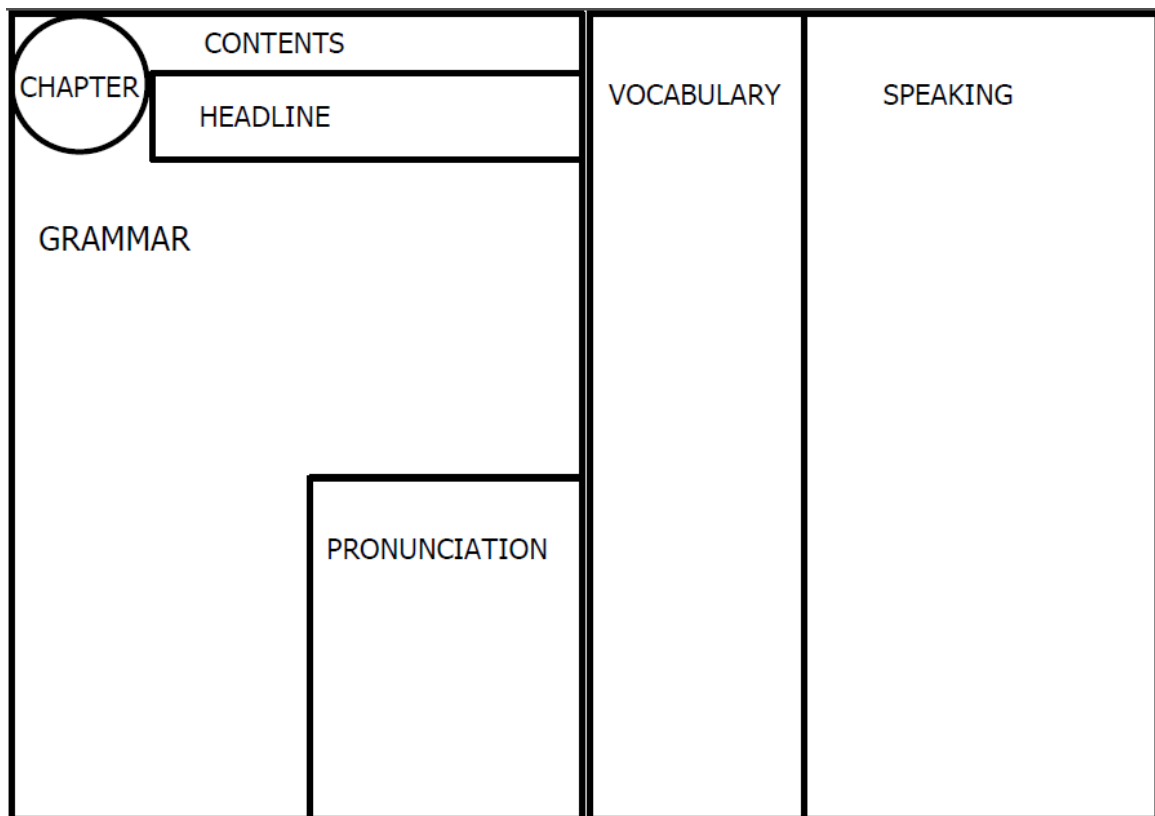 CONTENTS
CHAPTER
HEADLINE
GRAMMAR
PRONUNCIATION
VOCABULARY
SPEAKING